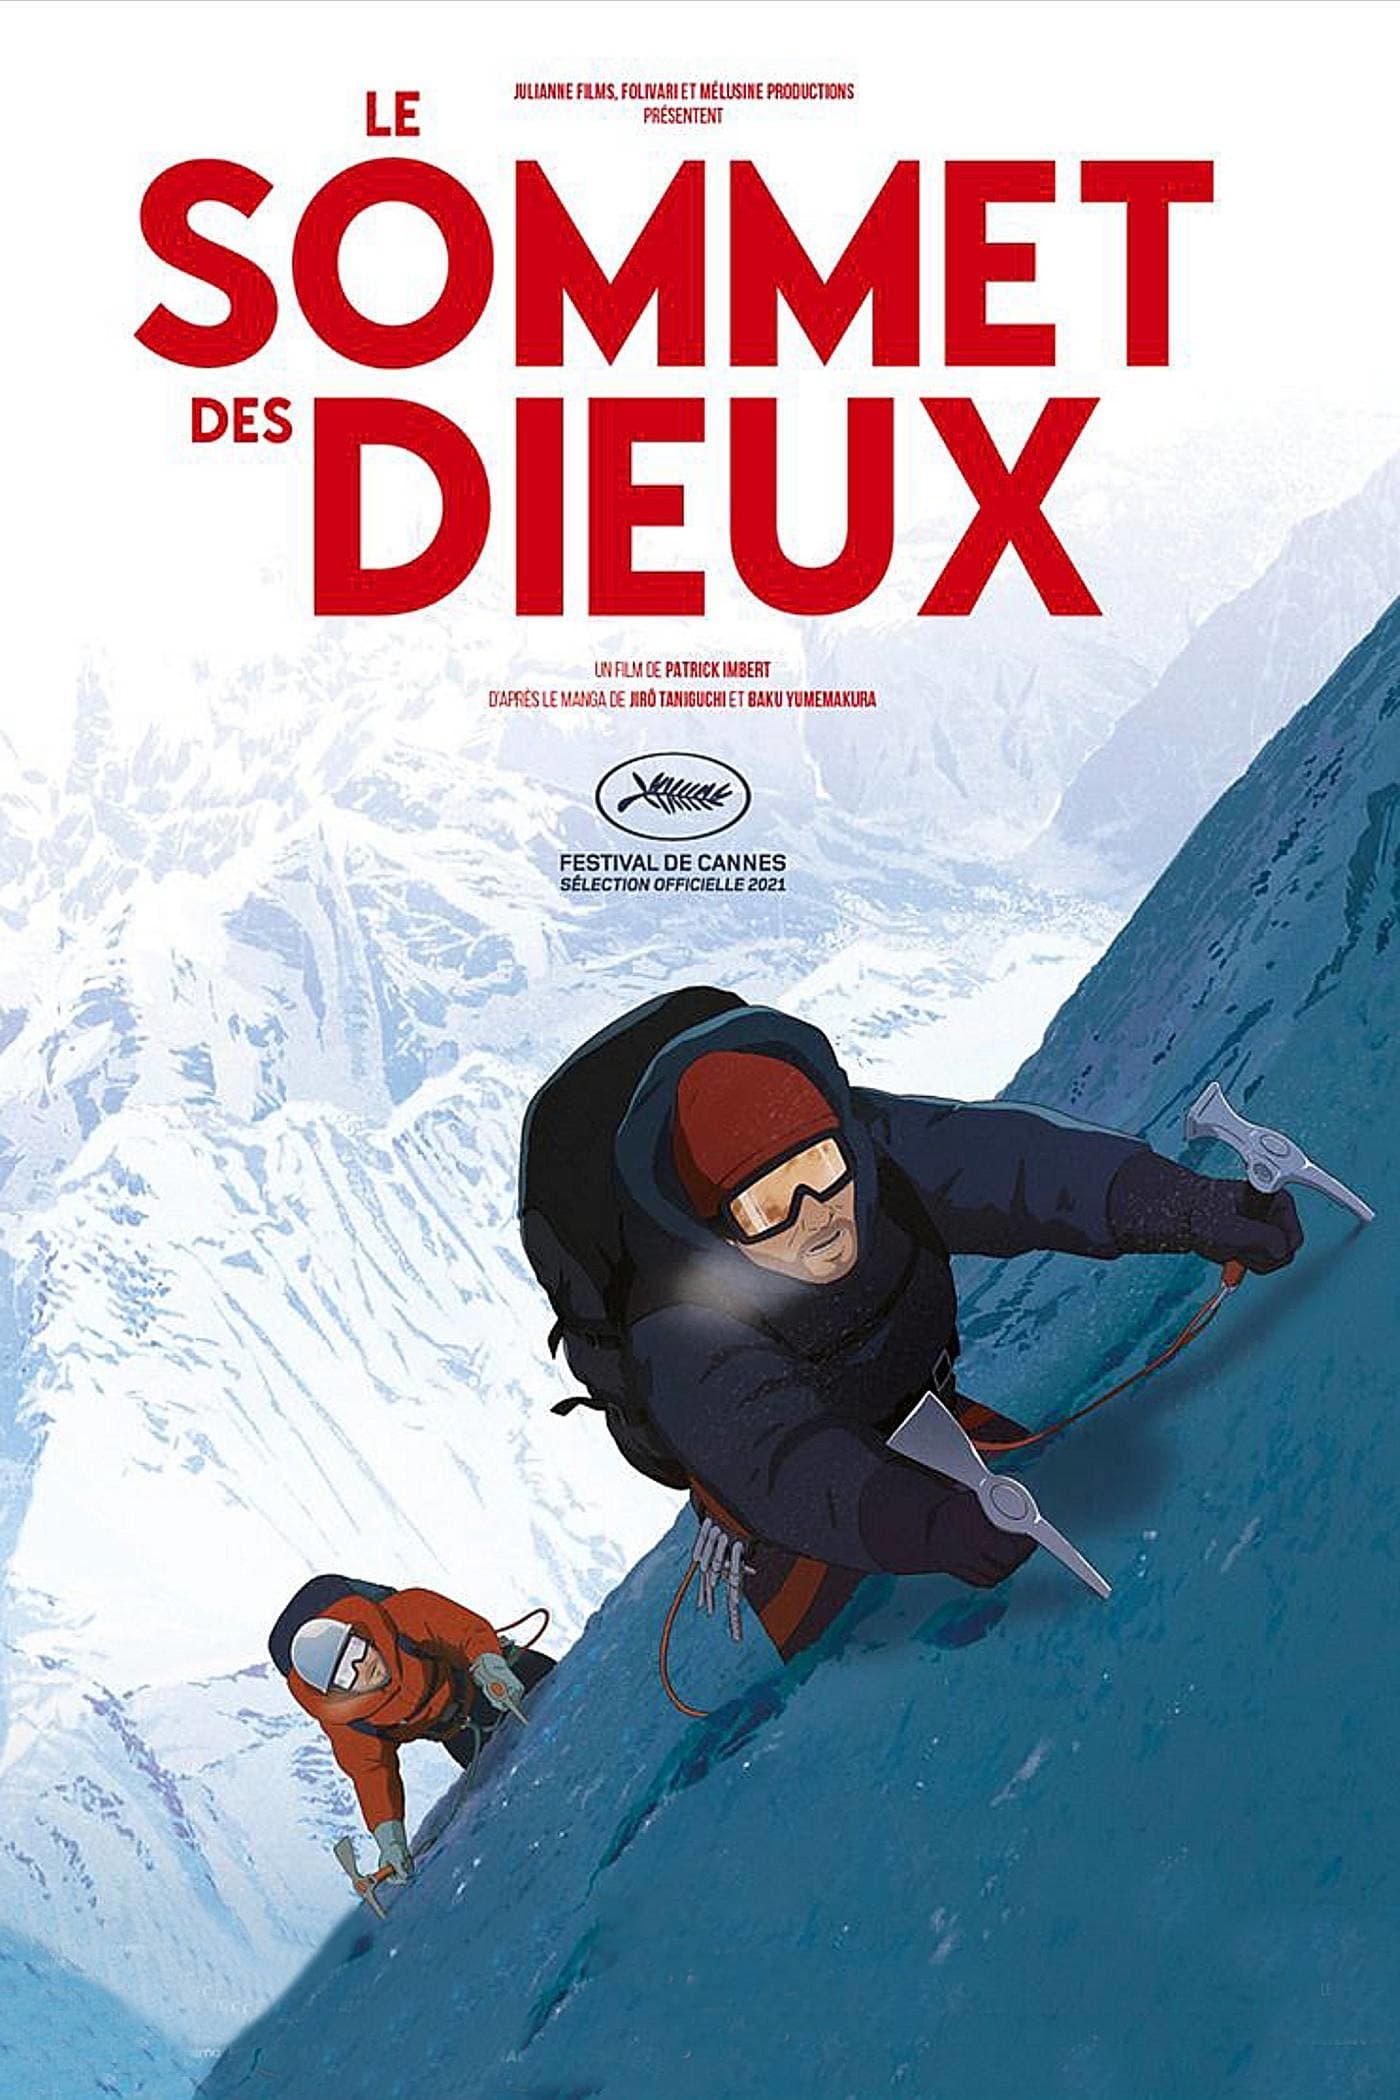 JULIANNE FILMS, FOLIVARI ET MÉLUSINE PRODUCTIONS
PRÉSENTENT
LE
SOMMET
DES DIEUX
UN FILM DE PATRICK IMBERT
D'APRÈS LE MANGA DE JIRÔ TANIGUCHI ET BAKU YUMEMAKURA
FESTIVAL DE CANNES
SÉLECTION OFFICIELLE 2021